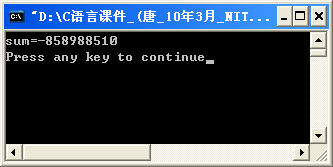 "D:\C语言课件_(唐_10年3月_NIT...
sum=-858988510
Press any key to continue